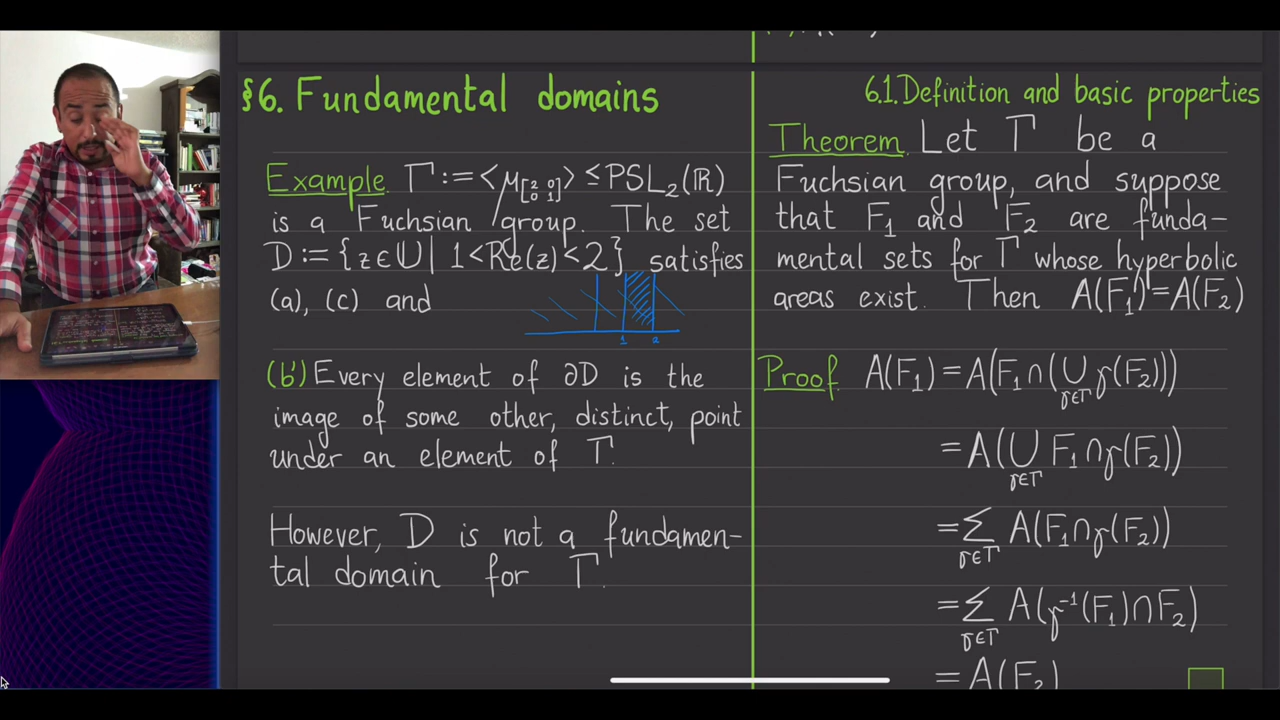 §6. Fundamental domains
Example. Γ := <μ[2 0; 0 1]> ≤ PSL₂(ℝ)
is a Fuchsian group. The set
D := {z∈𝕌| 1<Re(z)<2} satisfies
(a), (c) and
1 2
(b') Every element of ∂D is the
image of some other, distinct, point
under an element of Γ.
However, D is not a fundamen-
tal domain for Γ.
6.1. Definition and basic properties
Theorem. Let Γ be a
Fuchsian group, and suppose
that F₁ and F₂ are funda-
mental sets for Γ whose hyperbolic
areas exist. Then A(F₁)=A(F₂)
Proof. A(F₁) = A(F₁∩(⋃γ∈Γ γ(F₂)))
= A(⋃γ∈Γ F₁∩γ(F₂))
= ∑γ∈Γ A(F₁∩γ(F₂))
= ∑γ∈Γ A(γ⁻¹(F₁)∩F₂)
= A(F₂)